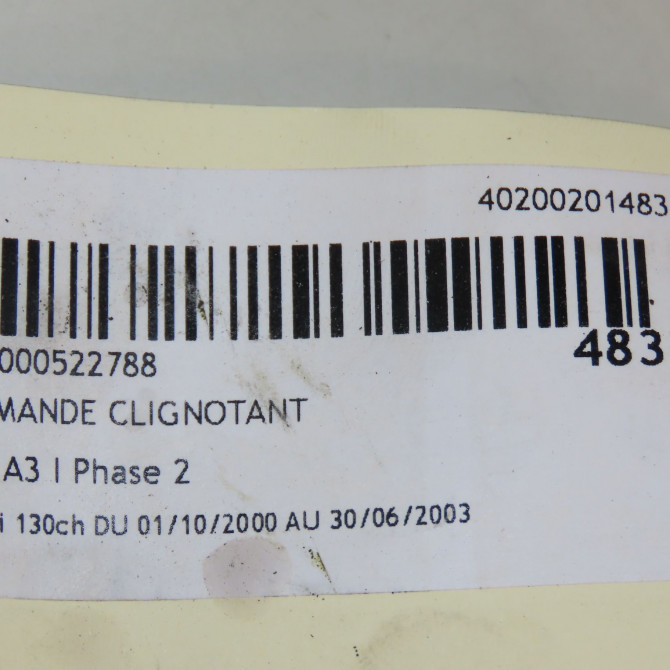 40200201483
483
000522788
MANDE CLIGNOTANT
A3 I Phase 2
i 130ch DU 01/10/2000 AU 30/06/2003